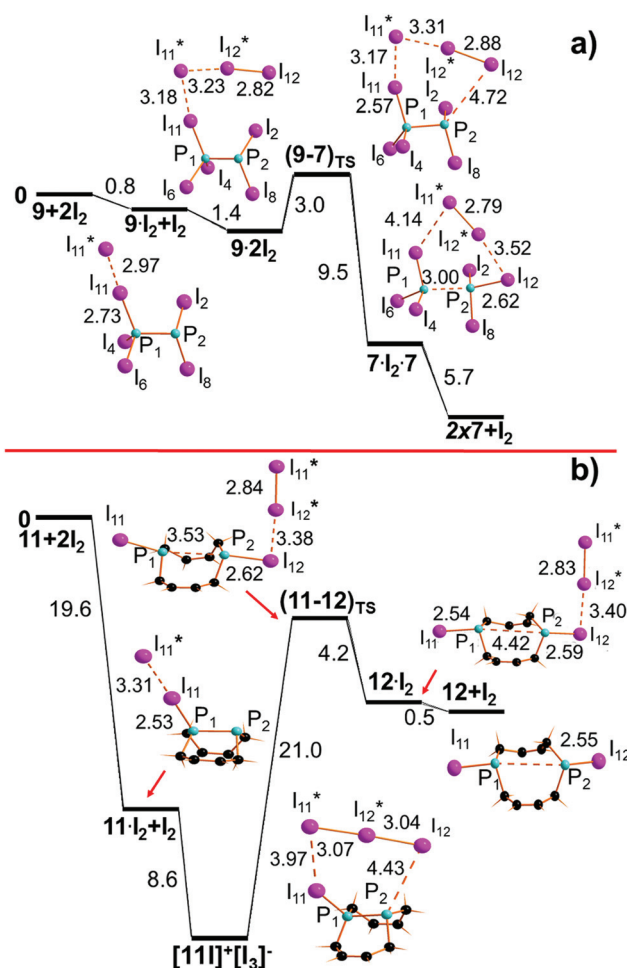 a)
I11* 3.31 2.88
I12* I12
3.17
I11 2.57 I2 4.72
P1 P2
I6 I4 I8
I11* I12*
3.23 2.82 I12
3.18
I11 I2
P1 P2
I6 I4 I8
(9-7)TS
0
9+2I2
0.8
9·I2+I2
1.4
9·2I2
3.0
9.5
I11*
2.97
I11
2.73 I2
I4 P1 P2
I6 I8
I11*
4.14 2.79
I12*
I11 3.52
P1 I2 I12
3.00
I6 P2 2.62
I4 I8
7·I2·7
5.7
2x7+I2
b)
I11*
2.84
I12*
I11 3.53 P2 3.38
P1 I12
2.62
0
11+2I2
19.6
(11-12)TS
4.2
I11*
2.83
I12*
2.54 P2 3.40
I11 P1 4.42 2.59 I12
12·I2
0.5
12+I2
I11*
3.31 I11
2.53 P1 P2
11·I2+I2
8.6
21.0
[11I]+[I3]-
I11* I12* 3.04 I12
3.97 3.07
4.43
I11 P2
P1
I11 2.55 I12
P1 P2